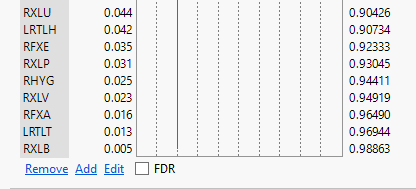 RXLU 0.044 0.90426
LRTLH 0.042 0.90734
RFXE 0.035 0.92333
RXLP 0.031 0.93045
RHYG 0.025 0.94411
RXLV 0.023 0.94919
RFXA 0.016 0.96490
LRTLT 0.013 0.96944
RXLB 0.005 0.98863
Remove Add Edit FDR